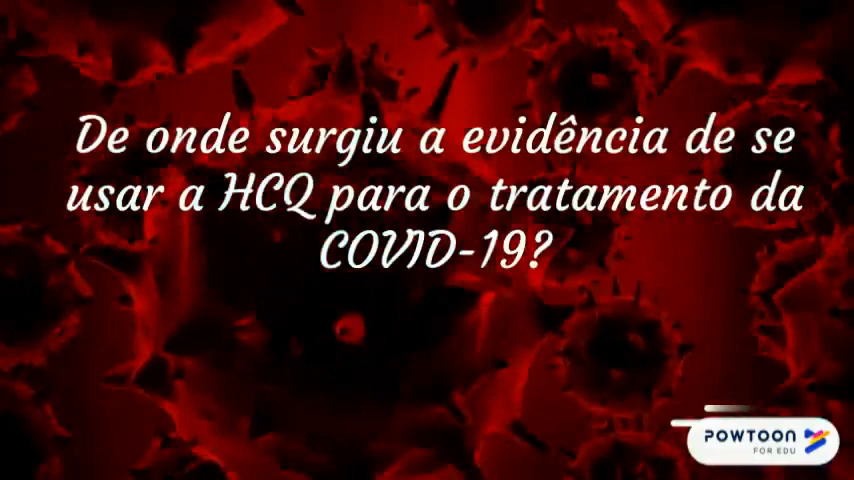 De onde surgiu a evidência de se
usar a HCQ para o tratamento da
COVID-19?
POWTOON
FOR EDU